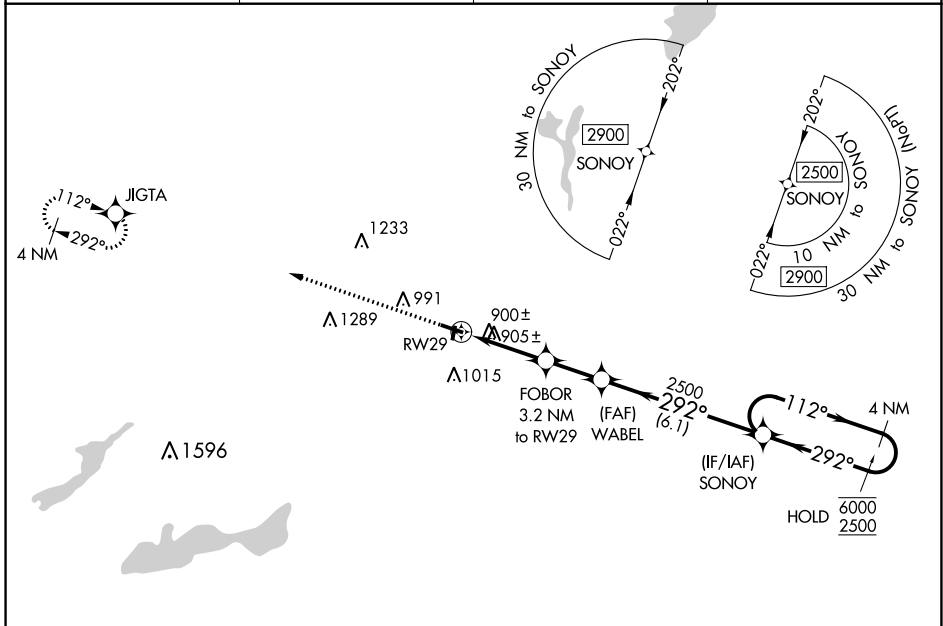 30 NM to SONOY
202°
2900
SONOY
022°
202°
30 NM to SONOY (NoPT)
10 NM to SONOY
2500
SONOY
022°
2900
112°
JIGTA
292°
4 NM
1233
991
1289
900±
905±
RW29
1015
FOBOR
3.2 NM
to RW29
(FAF)
WABEL
2500
292°
(6.1)
112°
4 NM
292°
(IF/IAF)
SONOY
HOLD
6000
2500
1596